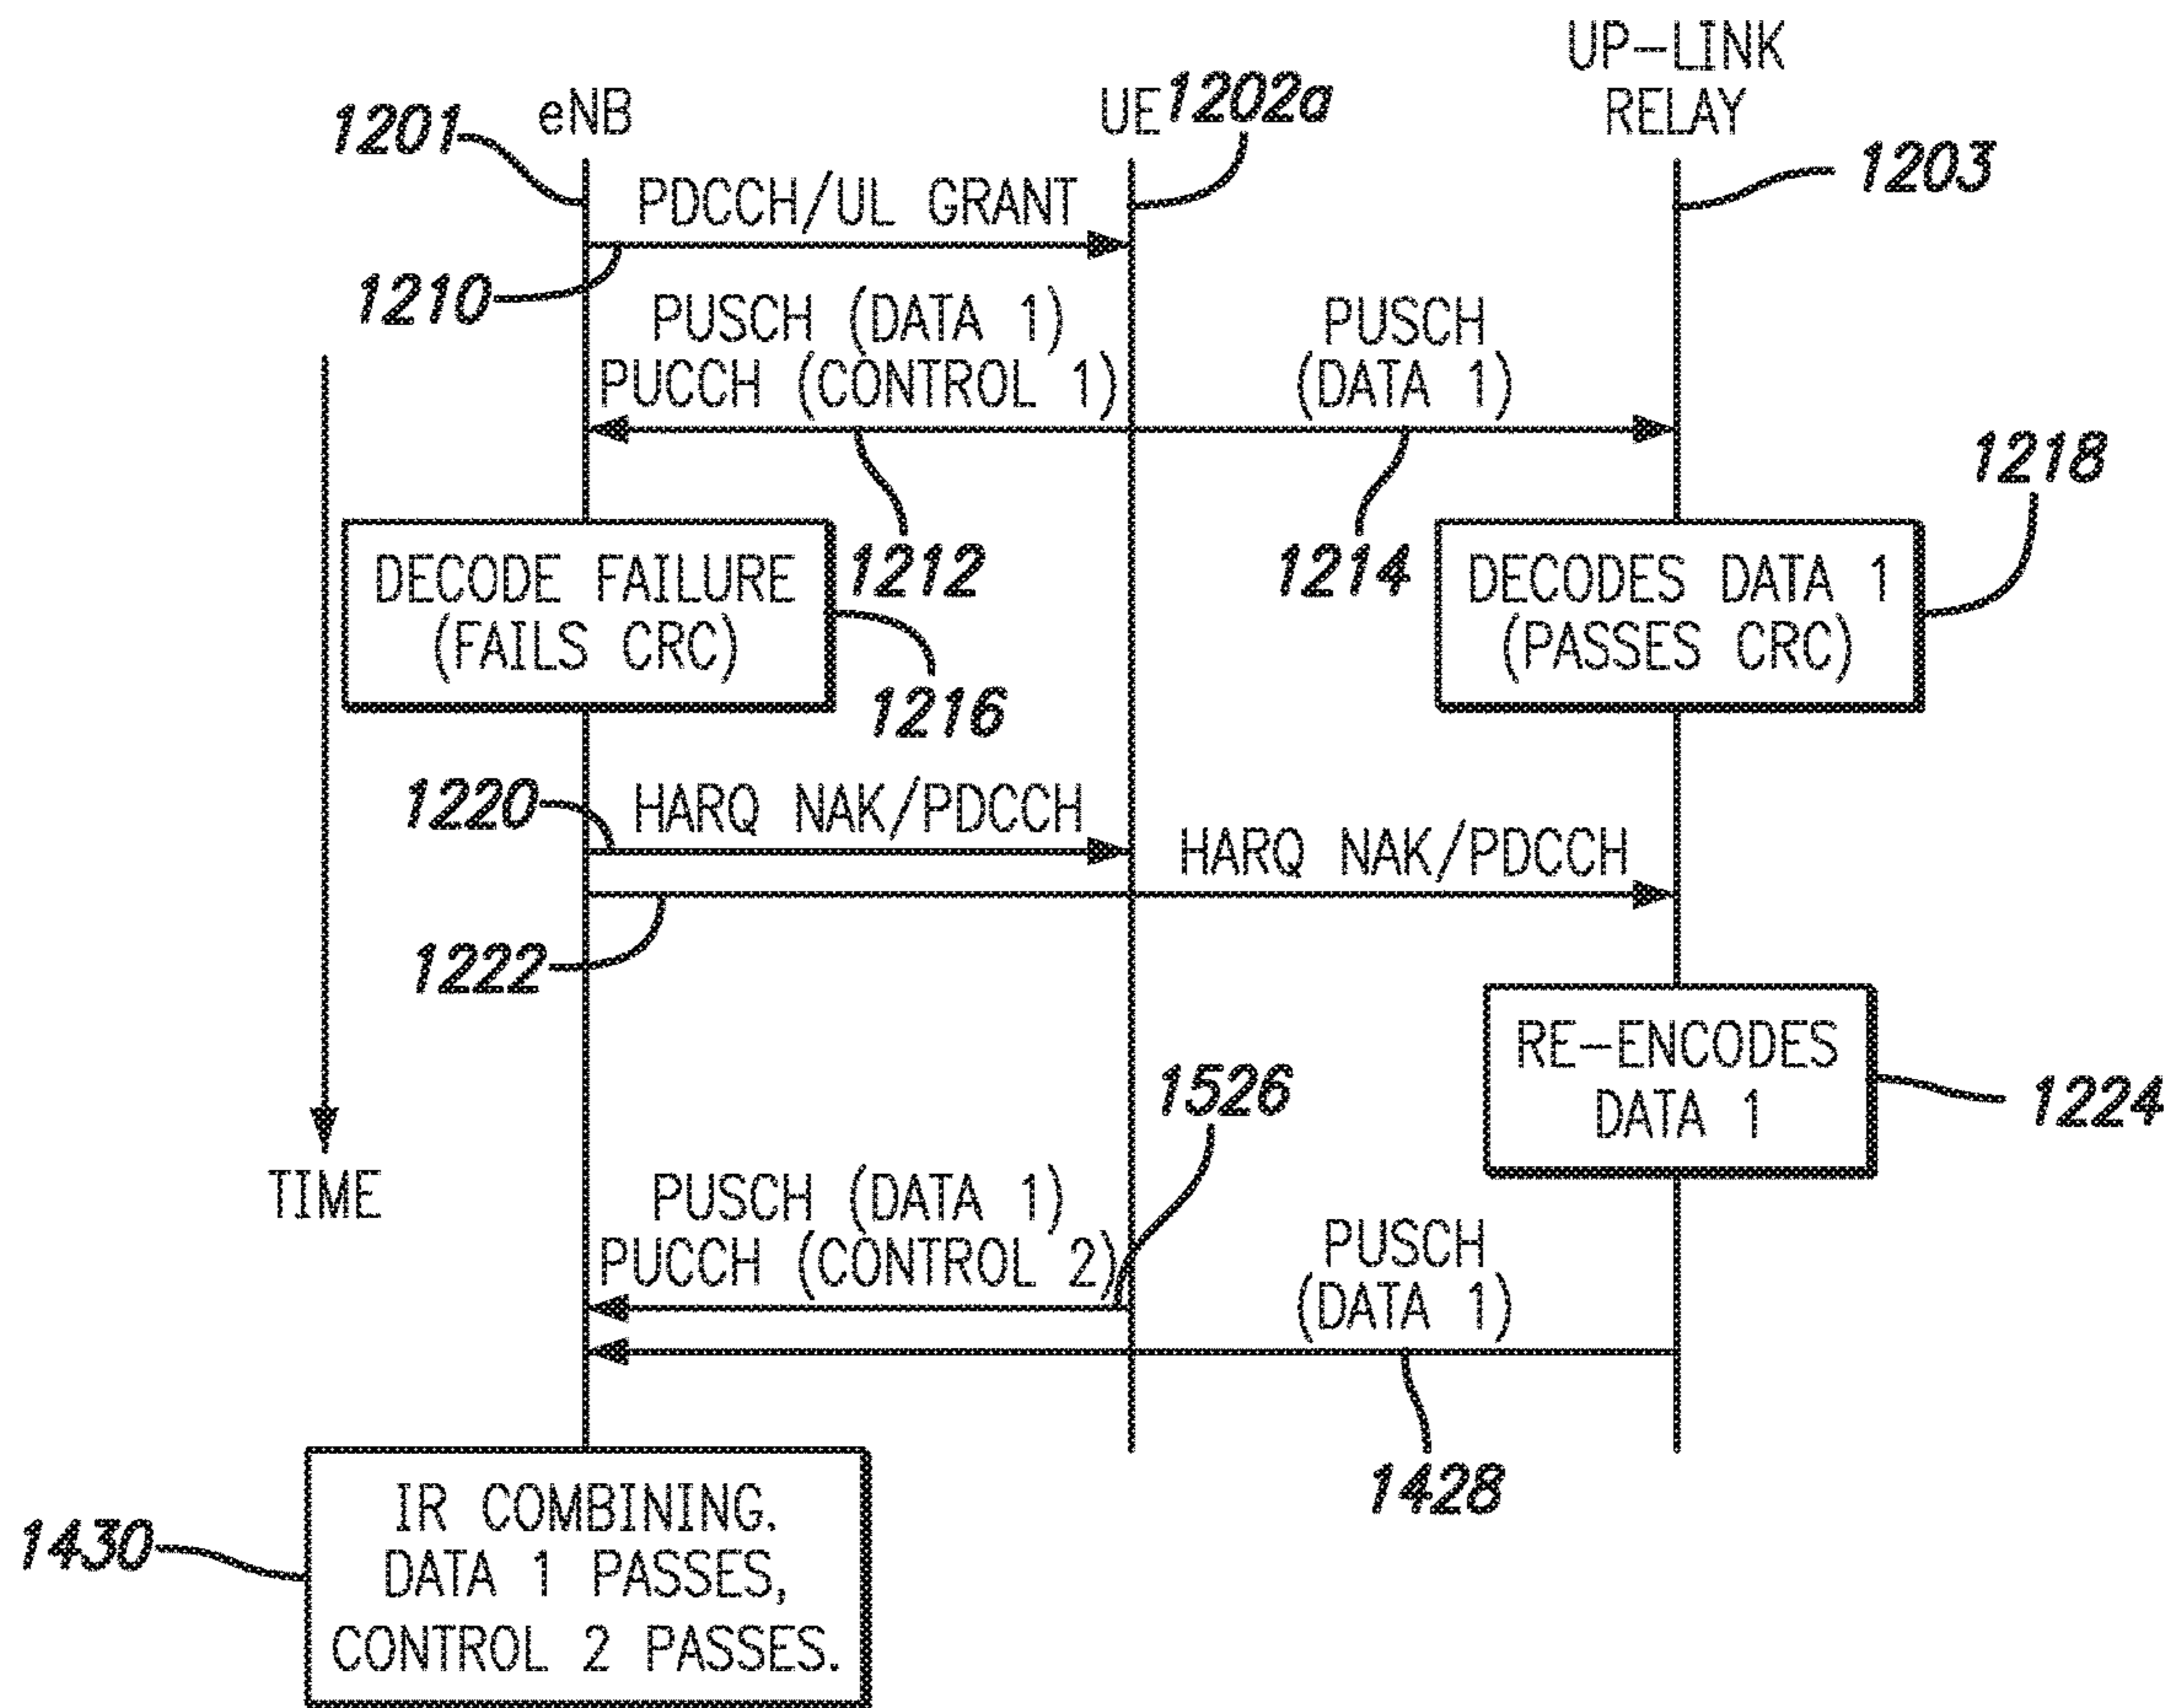 UP-LINK
RELAY
1201
eNB
UE
1202a
1203
PDCCH/UL GRANT
1210
PUSCH (DATA 1)
PUCCH (CONTROL 1)
PUSCH
(DATA 1)
1218
DECODE FAILURE
(FAILS CRC)
1212
1214
DECODES DATA 1
(PASSES CRC)
1216
1220
HARQ NAK/PDCCH
HARQ NAK/PDCCH
1222
RE-ENCODES
DATA 1
1526
1224
TIME
PUSCH (DATA 1)
PUCCH (CONTROL 2)
PUSCH
(DATA 1)
1428
IR COMBINING.
DATA 1 PASSES,
CONTROL 2 PASSES.
1430